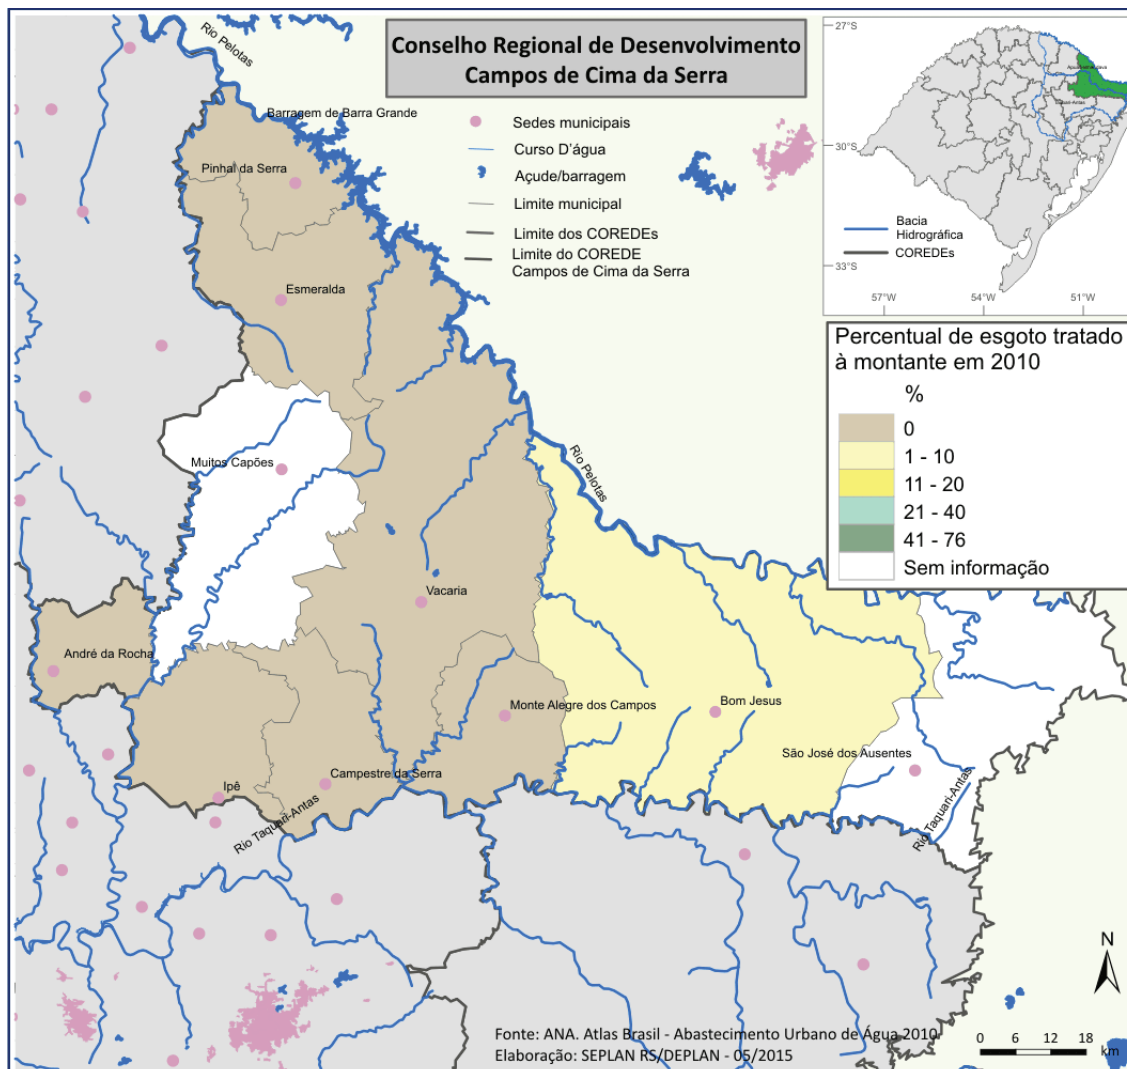 Conselho Regional de Desenvolvimento
Campos de Cima da Serra
Sedes municipais
Curso D'água
Açude/barragem
Limite municipal
Limite dos COREDEs
Limite do COREDE
Campos de Cima da Serra
27°S
30°S
33°S
57°W
54°W
51°W
Bacia
Hidrográfica
COREDEs
Percentual de esgoto tratado
à montante em 2010
%
0
1 - 10
11 - 20
21 - 40
41 - 76
Sem informação
Rio Pelotas
Barragem de Barra Grande
Pinhal da Serra
Esmeralda
Rio Pelotas
Muitos Capões
Vacaria
André da Rocha
Monte Alegre dos Campos
Bom Jesus
São José dos Ausentes
Campestre da Serra
Ipê
Rio Taquari-Antas
Rio Taquari-Antas
N
Fonte: ANA. Atlas Brasil - Abastecimento Urbano de Água 2010
Elaboração: SEPLAN RS/DEPLAN - 05/2015
0 6 12 18
km